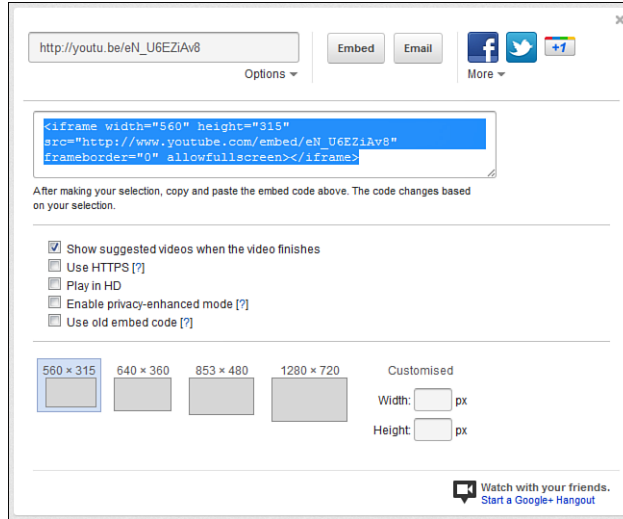 http://youtu.be/eN_U6EZiAv8
Embed
Email
f
+1
Options
More
<iframe width="560" height="315"
src="http://www.youtube.com/embed/eN_U6EZiAv8"
frameborder="0" allowfullscreen></iframe>
After making your selection, copy and paste the embed code above. The code changes based
on your selection.
Show suggested videos when the video finishes
Use HTTPS [?]
Play in HD
Enable privacy-enhanced mode [?]
Use old embed code [?]
560 × 315 640 × 360 853 × 480 1280 × 720 Customised
Width: px
Height: px
Watch with your friends.
Start a Google+ Hangout